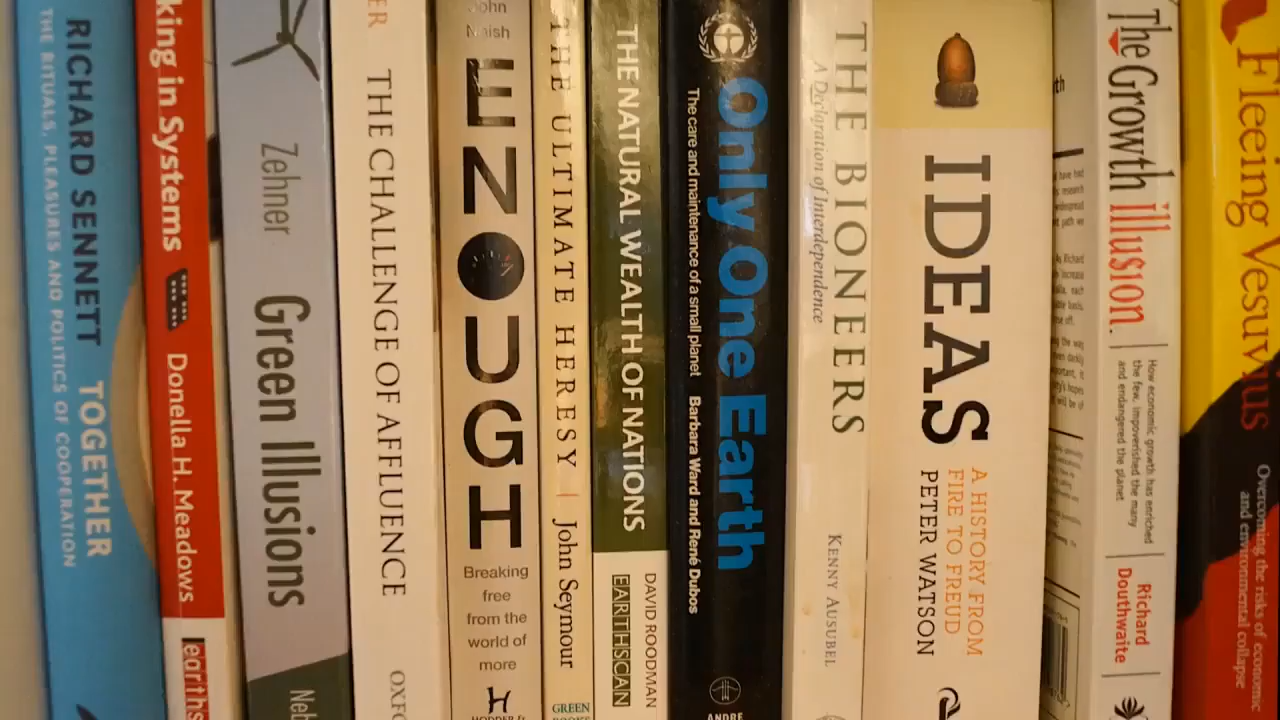 RICHARD SENNETT TOGETHER
THE RITUALS, PLEASURES AND POLITICS OF COOPERATION
king in Systems Donella H. Meadows
earths
Zehner Green Illusions
Neb
ER THE CHALLENGE OF AFFLUENCE
OXFO
John
Naish
ENOUGH
Breaking
free
from the
world of
more
THE ULTIMATE HERESY | John Seymour
GREEN
THE NATURAL WEALTH OF NATIONS
DAVID ROODMAN
EARTHSCAN
Only One Earth
The care and maintenance of a small planet Barbara Ward and René Dubos
ANDRE
THE BIONEERS
A Declaration of Interdependence
KENNY AUSUBEL
IDEAS
A HISTORY FROM
FIRE TO FREUD
PETER WATSON
The Growth Illusion.
How economic growth has enriched
the few, impoverished the many
and endangered the planet
Richard
Douthwaite
Fleeing Vesuvius
Overcoming the risks of economic
and environmental collapse